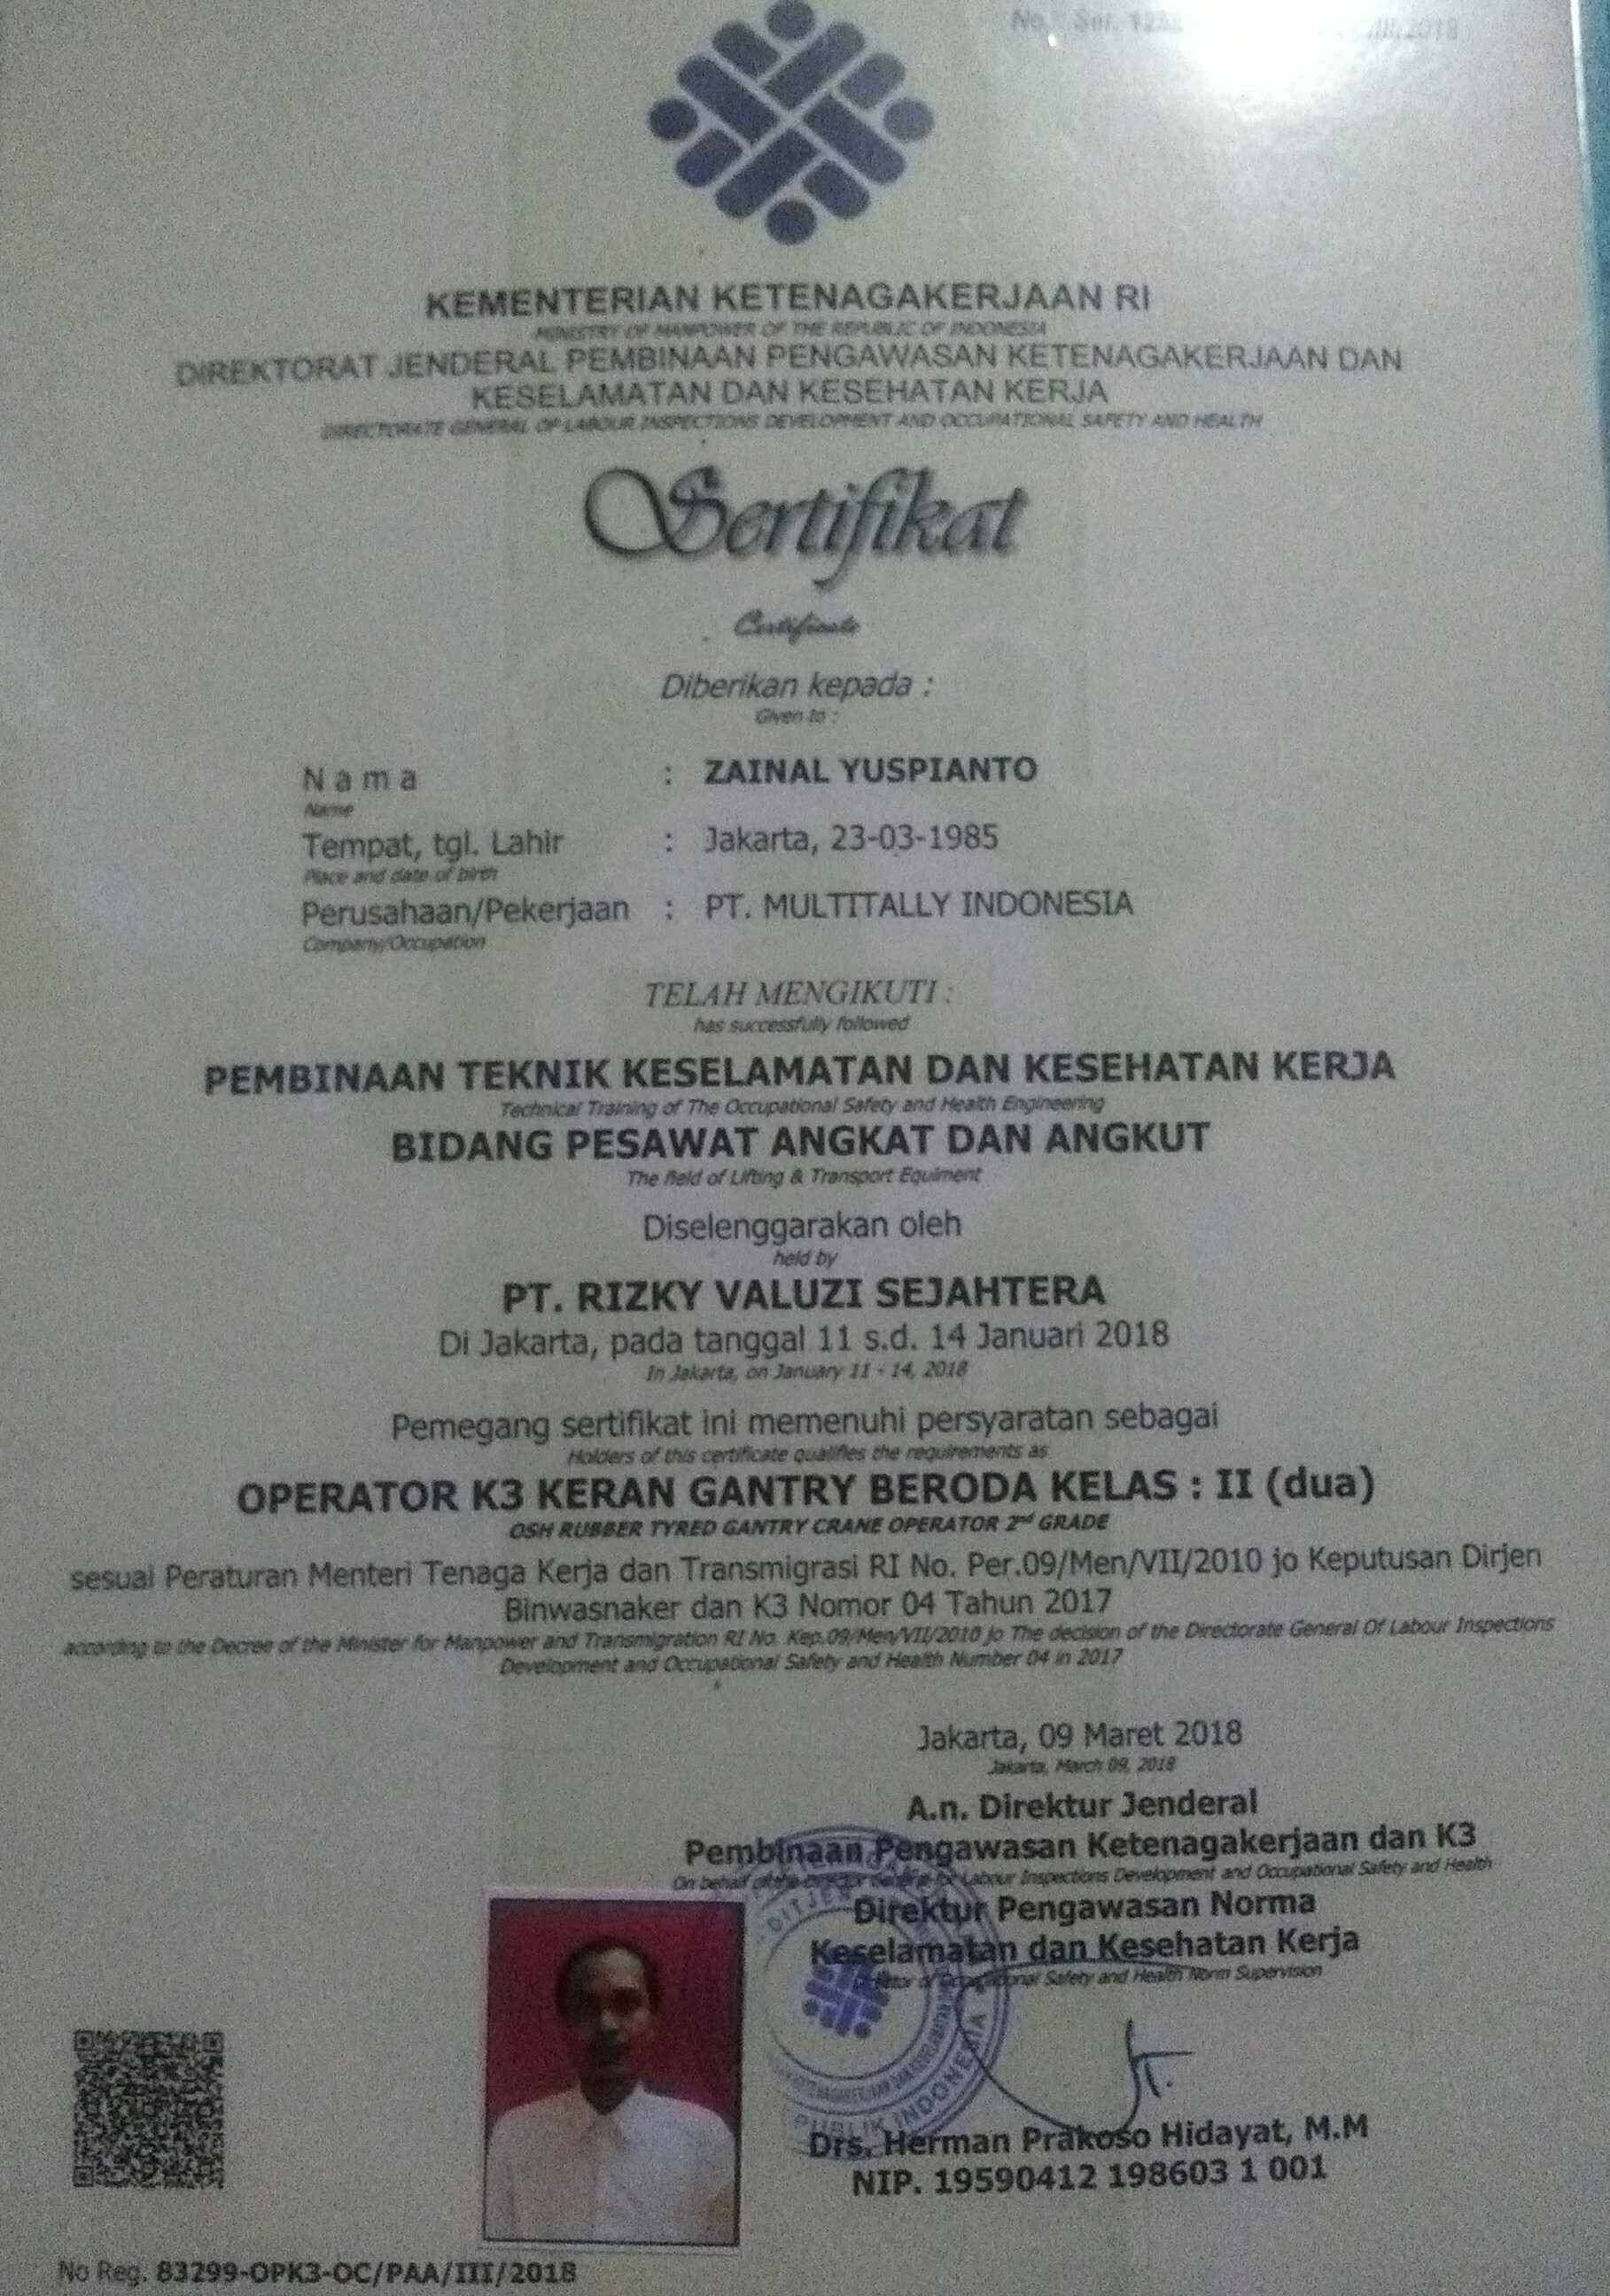 No. Ser. 123
III/2018
KEMENTERIAN KETENAGAKERJAAN RI
MINISTRY OF MANPOWER OF THE REPUBLIC OF INDONESIA
DIREKTORAT JENDERAL PEMBINAAN PENGAWASAN KETENAGAKERJAAN DAN
KESELAMATAN DAN KESEHATAN KERJA
DIRECTORATE GENERAL OF LABOUR INSPECTIONS DEVELOPMENT AND OCCUPATIONAL SAFETY AND HEALTH
Sertifikat
Certificate
Diberikan kepada :
Given to :
Nama : ZAINAL YUSPIANTO
Name
Tempat, tgl. Lahir : Jakarta, 23-03-1985
Place and date of birth
Perusahaan/Pekerjaan : PT. MULTITALLY INDONESIA
Company/Occupation
TELAH MENGIKUTI :
has successfully followed
PEMBINAAN TEKNIK KESELAMATAN DAN KESEHATAN KERJA
Technical Training of The Occupational Safety and Health Engineering
BIDANG PESAWAT ANGKAT DAN ANGKUT
The field of Lifting & Transport Equiment
Diselenggarakan oleh
held by
PT. RIZKY VALUZI SEJAHTERA
Di Jakarta, pada tanggal 11 s.d. 14 Januari 2018
In Jakarta, on January 11 - 14, 2018
Pemegang sertifikat ini memenuhi persyaratan sebagai
Holders of this certificate qualifies the requirements as
OPERATOR K3 KERAN GANTRY BERODA KELAS : II (dua)
OSH RUBBER TYRED GANTRY CRANE OPERATOR 2nd GRADE
sesuai Peraturan Menteri Tenaga Kerja dan Transmigrasi RI No. Per.09/Men/VII/2010 jo Keputusan Dirjen
Binwasnaker dan K3 Nomor 04 Tahun 2017
according to the Decree of the Minister for Manpower and Transmigration RI No. Kep.09/Men/VII/2010 jo The decision of the Directorate General Of Labour Inspections
Development and Occupational Safety and Health Number 04 in 2017
Jakarta, 09 Maret 2018
Jakarta, March 09, 2018
A.n. Direktur Jenderal
Pembinaan Pengawasan Ketenagakerjaan dan K3
On behalf of the Director General for Labour Inspections Development and Occupational Safety and Health
Direktur Pengawasan Norma
Keselamatan dan Kesehatan Kerja
Director of Occupational Safety and Health Norm Supervision
DITJEN
PUBLIK INDONESIA
Drs. Herman Prakoso Hidayat, M.M
NIP. 19590412 198603 1 001
No Reg. 83299-OPK3-OC/PAA/III/2018